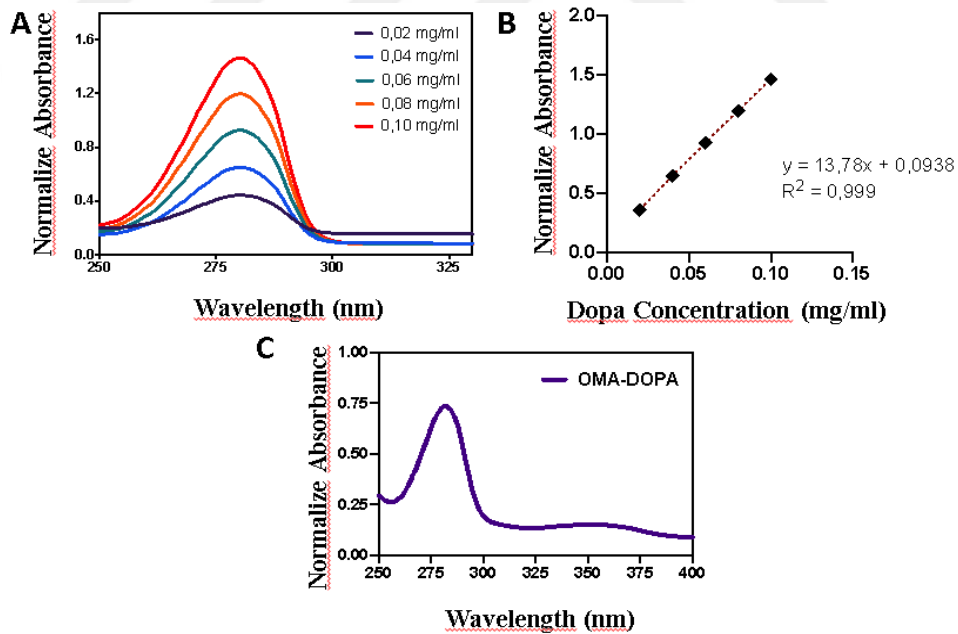 A
Normalize Absorbance
1.6
1.2
0.8
0.4
0.0
250
275
300
325
Wavelength (nm)
0,02 mg/ml
0,04 mg/ml
0,06 mg/ml
0,08 mg/ml
0,10 mg/ml
B
Normalize Absorbance
2.0
1.5
1.0
0.5
0.0
0.00
0.05
0.10
0.15
y = 13,78x + 0,0938
R² = 0,999
Dopa Concentration (mg/ml)
C
Normalize Absorbance
1.00
0.75
0.50
0.25
0.00
250
275
300
325
350
375
400
OMA-DOPA
Wavelength (nm)